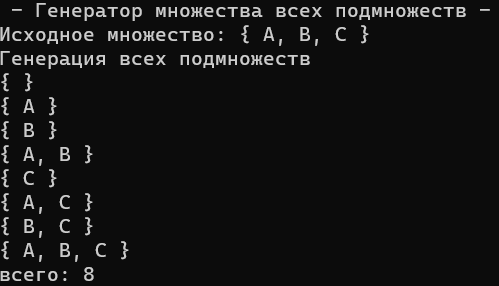 - Генератор множества всех подмножеств -
Исходное множество: { A, B, C }
Генерация всех подмножеств
{ }
{ A }
{ B }
{ A, B }
{ C }
{ A, C }
{ B, C }
{ A, B, C }
всего: 8